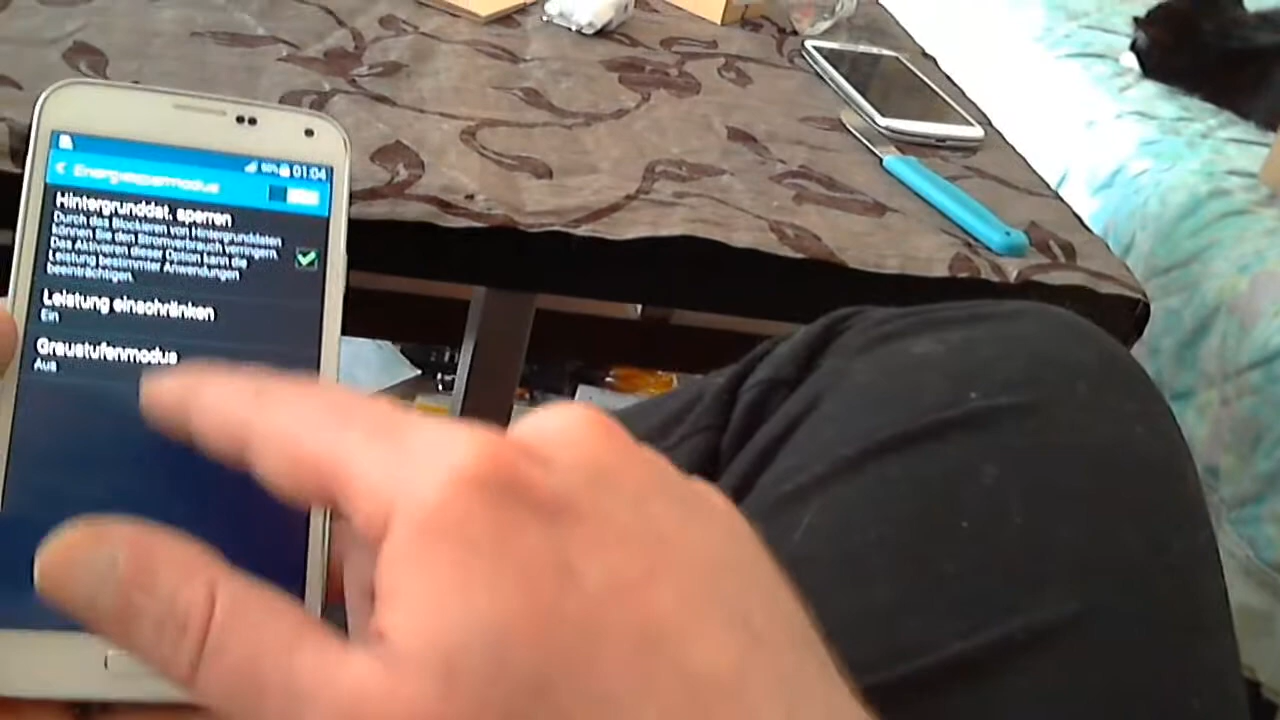 01:04
Energiesparmodus
Hintergrunddat. sperren
Durch das Blockieren von Hintergrunddaten
können Sie den Stromverbrauch verringern.
Das Aktivieren dieser Option kann die
Leistung bestimmter Anwendungen
beeinträchtigen.
Leistung einschränken
Ein
Graustufenmodus
Aus